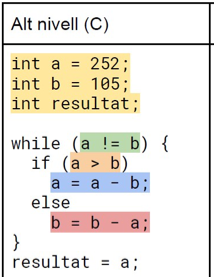 Alt nivell (C)
int a = 252;
int b = 105;
int resultat;
while (a != b) {
if (a > b)
a = a - b;
else
b = b - a;
}
resultat = a;